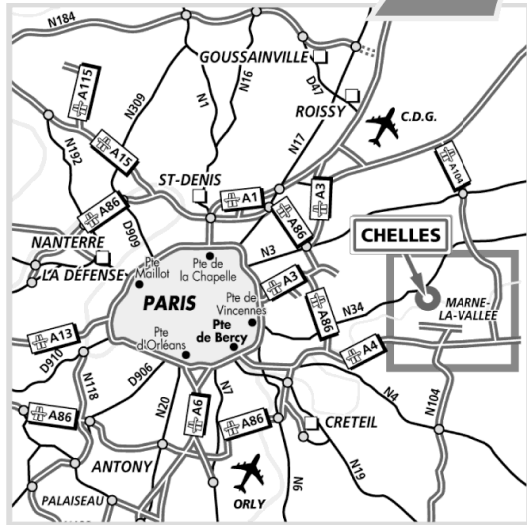 N184
GOUSSAINVILLE
A115
N309
N1
N16
D47
ROISSY
C.D.G.
N192
A15
N17
ST-DENIS
A1
A3
A104
A86
A86
D909
NANTERRE
LA DÉFENSE
Pte
Maillot
Pte de
la Chapelle
N3
CHELLES
A3
PARIS
Pte de
Vincennes
N34
MARNE-
LA-VALLÉE
A86
A13
Pte
d'Orléans
Pte
de Bercy
A4
D910
N118
D906
N20
A6
N7
A86
A86
CRETEIL
N4
N104
ANTONY
N19
ORLY
N6
PALAISEAU